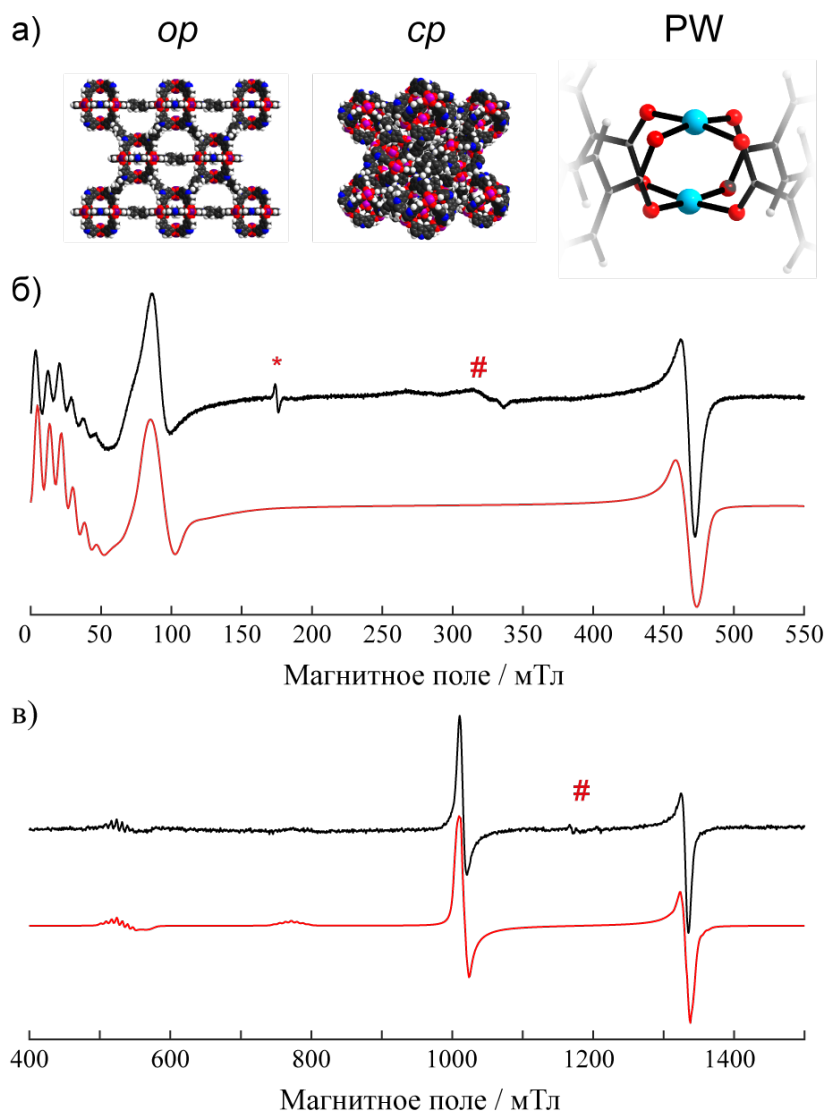 а) op cp PW
б)
* #
0 50 100 150 200 250 300 350 400 450 500 550
Магнитное поле / мТл
в)
#
400 600 800 1000 1200 1400
Магнитное поле / мТл